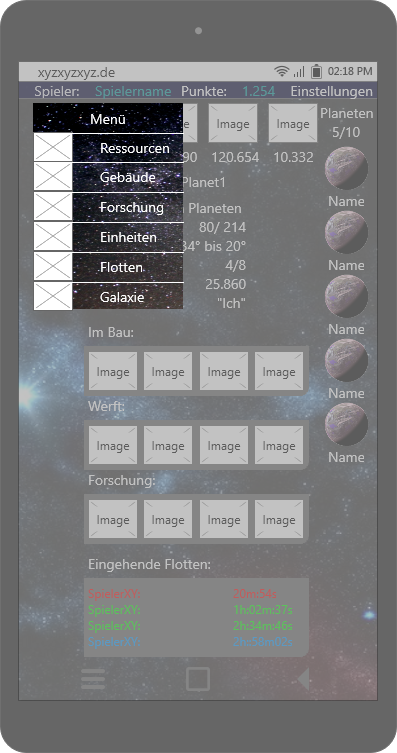 xyzxyzxyz.de 02:18 PM
Spieler: Spielername Punkte: 1.254 Einstellungen
Menü
Image Image
Planeten
5/10
Ressourcen
120.654 10.332
Gebäude
Planet1
Name
Forschung
Planeten
Einheiten
80/ 214
34° bis 20°
Flotten
4/8
Name
Galaxie
25.860
"Ich"
Name
Im Bau:
Image Image Image Image
Name
Werft:
Image Image Image Image
Name
Forschung:
Image Image Image Image
Eingehende Flotten:
SpielerXY: 20m:54s
SpielerXY: 1h:02m:37s
SpielerXY: 2h:34m:46s
SpielerXY: